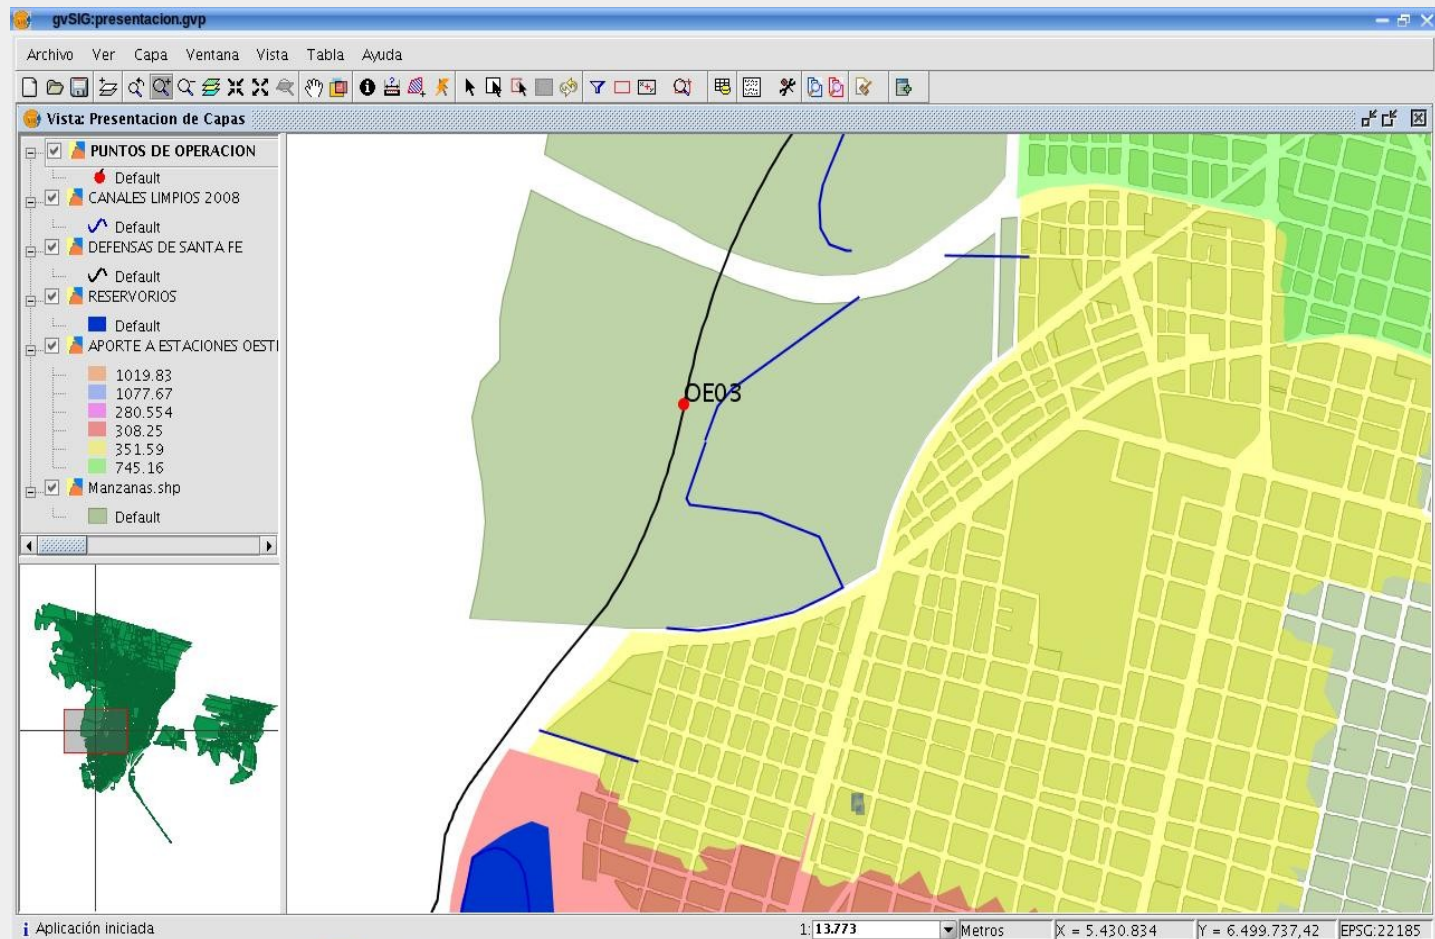 gvSIG:presentacion.gvp
Archivo Ver Capa Ventana Vista Tabla Ayuda
Vista: Presentacion de Capas
PUNTOS DE OPERACION
Default
CANALES LIMPIOS 2008
Default
DEFENSAS DE SANTA FE
Default
RESERVORIOS
Default
APORTE A ESTACIONES OESTI
1019.83
1077.67
280.554
308.25
351.59
745.16
Manzanas.shp
Default
OE03
Aplicación iniciada
1: 13.773 Metros X = 5.430.834 Y = 6.499.737,42 EPSG:22185